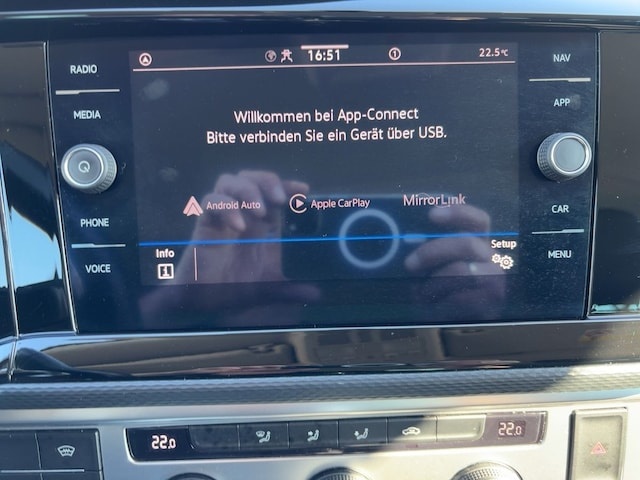 RADIO
MEDIA
PHONE
VOICE
16:51
1
22.5°C
Willkommen bei App-Connect
Bitte verbinden Sie ein Gerät über USB.
Android Auto
Apple CarPlay
MirrorLink
Info
Setup
NAV
APP
CAR
MENU
22.0
22.0